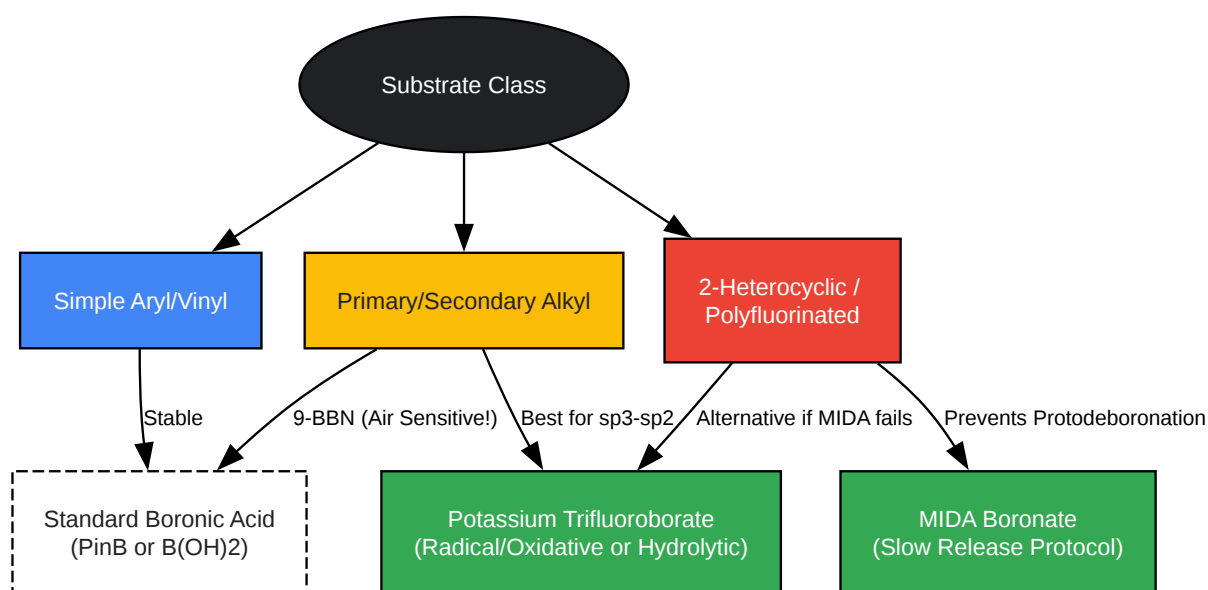 Substrate Class
Simple Aryl/Vinyl
Primary/Secondary Alkyl
2-Heterocyclic /
Polyfluorinated
Stable
9-BBN (Air Sensitive!)
Best for sp3-sp2
Alternative if MIDA fails
Prevents Protodeboronation
Standard Boronic Acid
(PinB or B(OH)2)
Potassium Trifluoroborate
(Radical/Oxidative or Hydrolytic)
MIDA Boronate
(Slow Release Protocol)